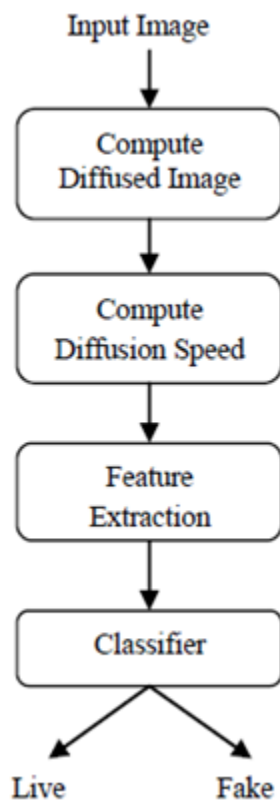 Input Image
Compute
Diffused Image
Compute
Diffusion Speed
Feature
Extraction
Classifier
Live
Fake